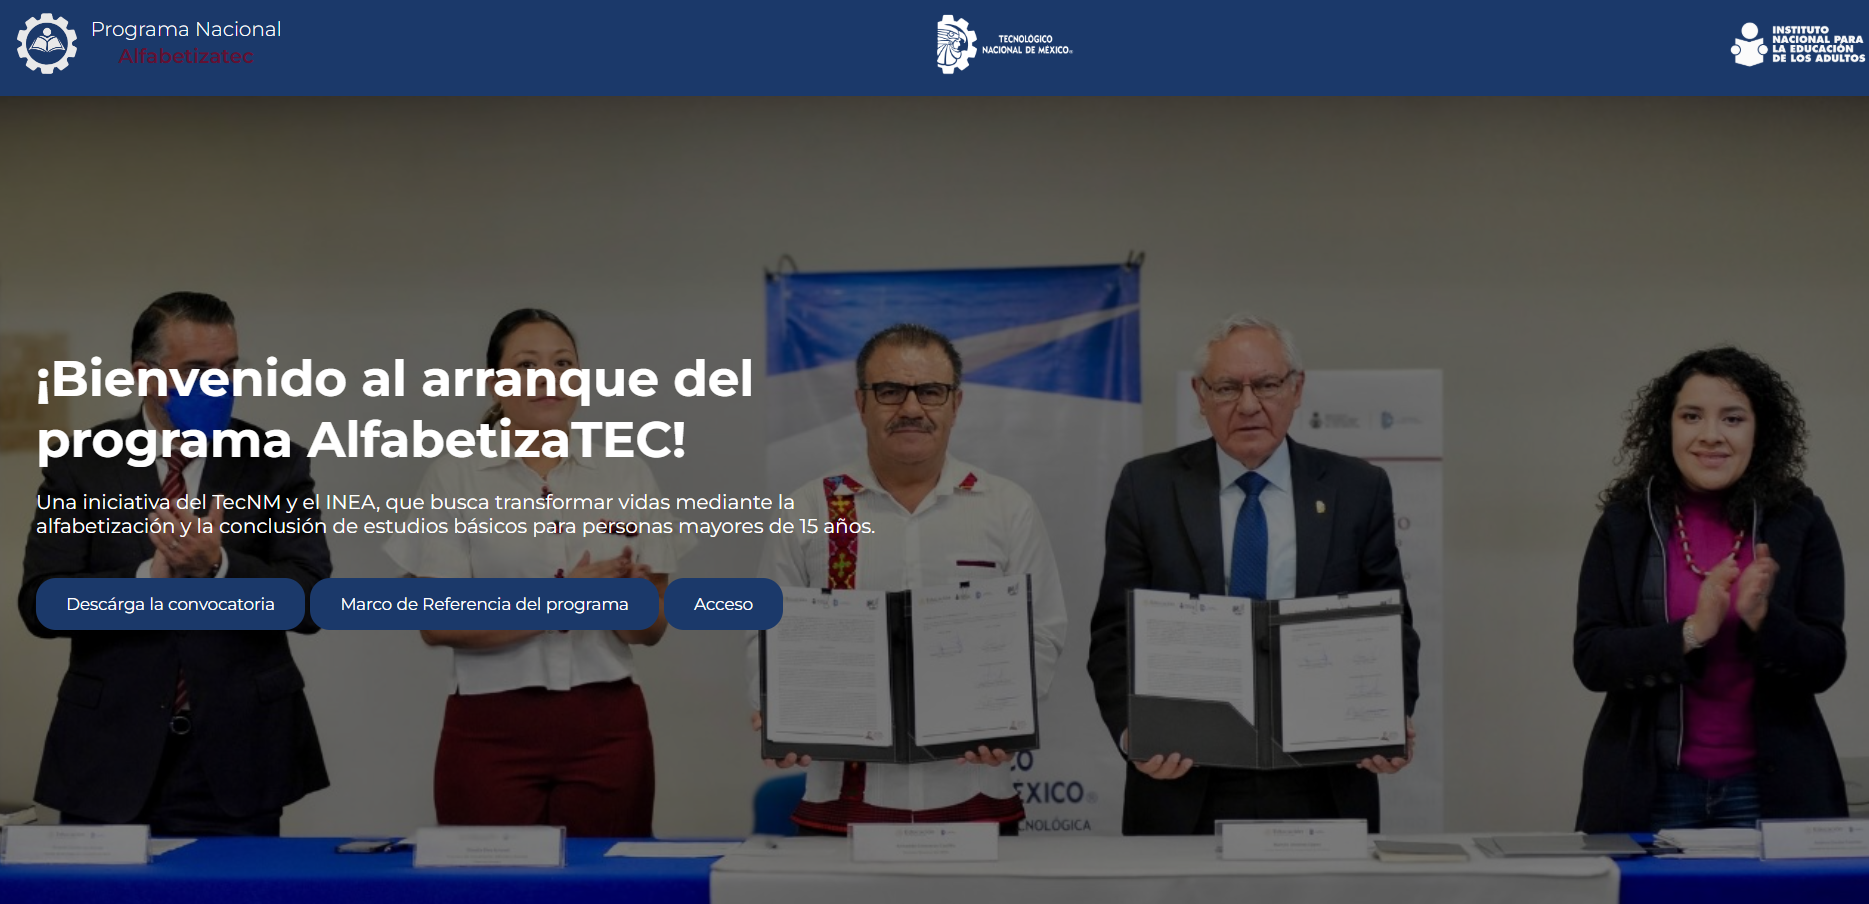 Programa Nacional
Alfabetizatec
TECNOLÓGICO
NACIONAL DE MÉXICO®
INSTITUTO
NACIONAL PARA
LA EDUCACIÓN
DE LOS ADULTOS
¡Bienvenido al arranque del
programa AlfabetizaTEC!
Una iniciativa del TecNM y el INEA, que busca transformar vidas mediante la
alfabetización y la conclusión de estudios básicos para personas mayores de 15 años.
Descárga la convocatoria
Marco de Referencia del programa
Acceso